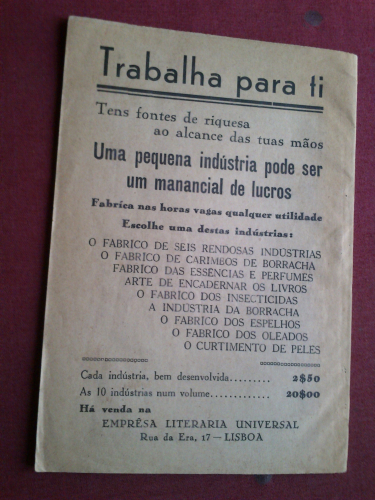 Trabalha para ti
Tens fontes de riquesa
ao alcance das tuas mãos
Uma pequena indústria pode ser
um manancial de lucros
Fabríca nas horas vagas qualquer utilidade
Escolhe uma destas indústrias:
O FABRICO DE SEIS RENDOSAS INDÚSTRIAS
O FABRICO DE CARIMBOS DE BORRACHA
FABRICO DAS ESSÊNCIAS E PERFUMES
ARTE DE ENCADERNAR OS LIVROS
O FABRICO DOS INSECTICIDAS
A INDÚSTRIA DA BORRACHA
O FABRICO DOS ESPELHOS
O FABRICO DOS OLEADOS
O CURTIMENTO DE PELES
Cada indústria, bem desenvolvida......... 2$50
As 10 indústrias num volume............. 20$00
Há venda na
EMPRÊSA LITERARIA UNIVERSAL
Rua da Era, 17 — LISBOA